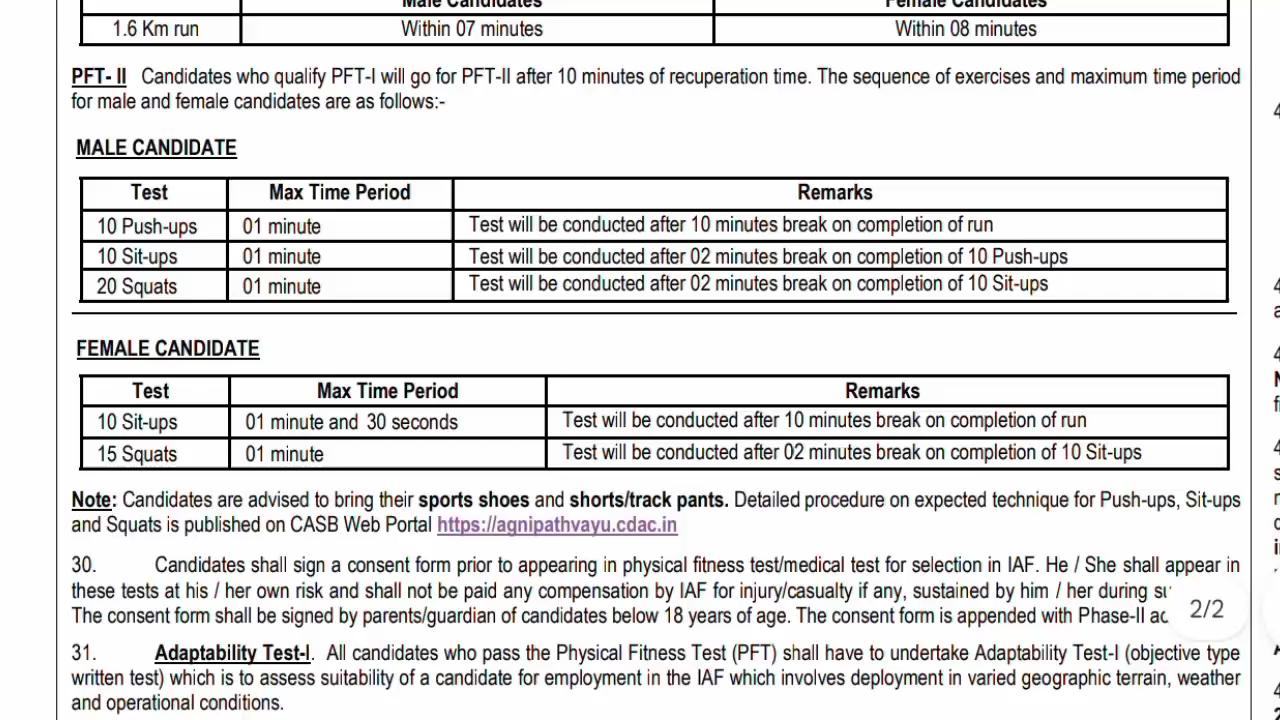 Male Candidates Female Candidates
1.6 Km run Within 07 minutes Within 08 minutes
PFT- II Candidates who qualify PFT-I will go for PFT-II after 10 minutes of recuperation time. The sequence of exercises and maximum time period
for male and female candidates are as follows:-
MALE CANDIDATE
Test Max Time Period Remarks
10 Push-ups 01 minute Test will be conducted after 10 minutes break on completion of run
10 Sit-ups 01 minute Test will be conducted after 02 minutes break on completion of 10 Push-ups
20 Squats 01 minute Test will be conducted after 02 minutes break on completion of 10 Sit-ups
FEMALE CANDIDATE
Test Max Time Period Remarks
10 Sit-ups 01 minute and 30 seconds Test will be conducted after 10 minutes break on completion of run
15 Squats 01 minute Test will be conducted after 02 minutes break on completion of 10 Sit-ups
Note: Candidates are advised to bring their sports shoes and shorts/track pants. Detailed procedure on expected technique for Push-ups, Sit-ups
and Squats is published on CASB Web Portal https://agnipathvayu.cdac.in
30. Candidates shall sign a consent form prior to appearing in physical fitness test/medical test for selection in IAF. He / She shall appear in
these tests at his / her own risk and shall not be paid any compensation by IAF for injury/casualty if any, sustained by him / her during
The consent form shall be signed by parents/guardian of candidates below 18 years of age. The consent form is appended with Phase-II
2/2
31. Adaptability Test-I. All candidates who pass the Physical Fitness Test (PFT) shall have to undertake Adaptability Test-I (objective type
written test) which is to assess suitability of a candidate for employment in the IAF which involves deployment in varied geographic terrain, weather
and operational conditions.